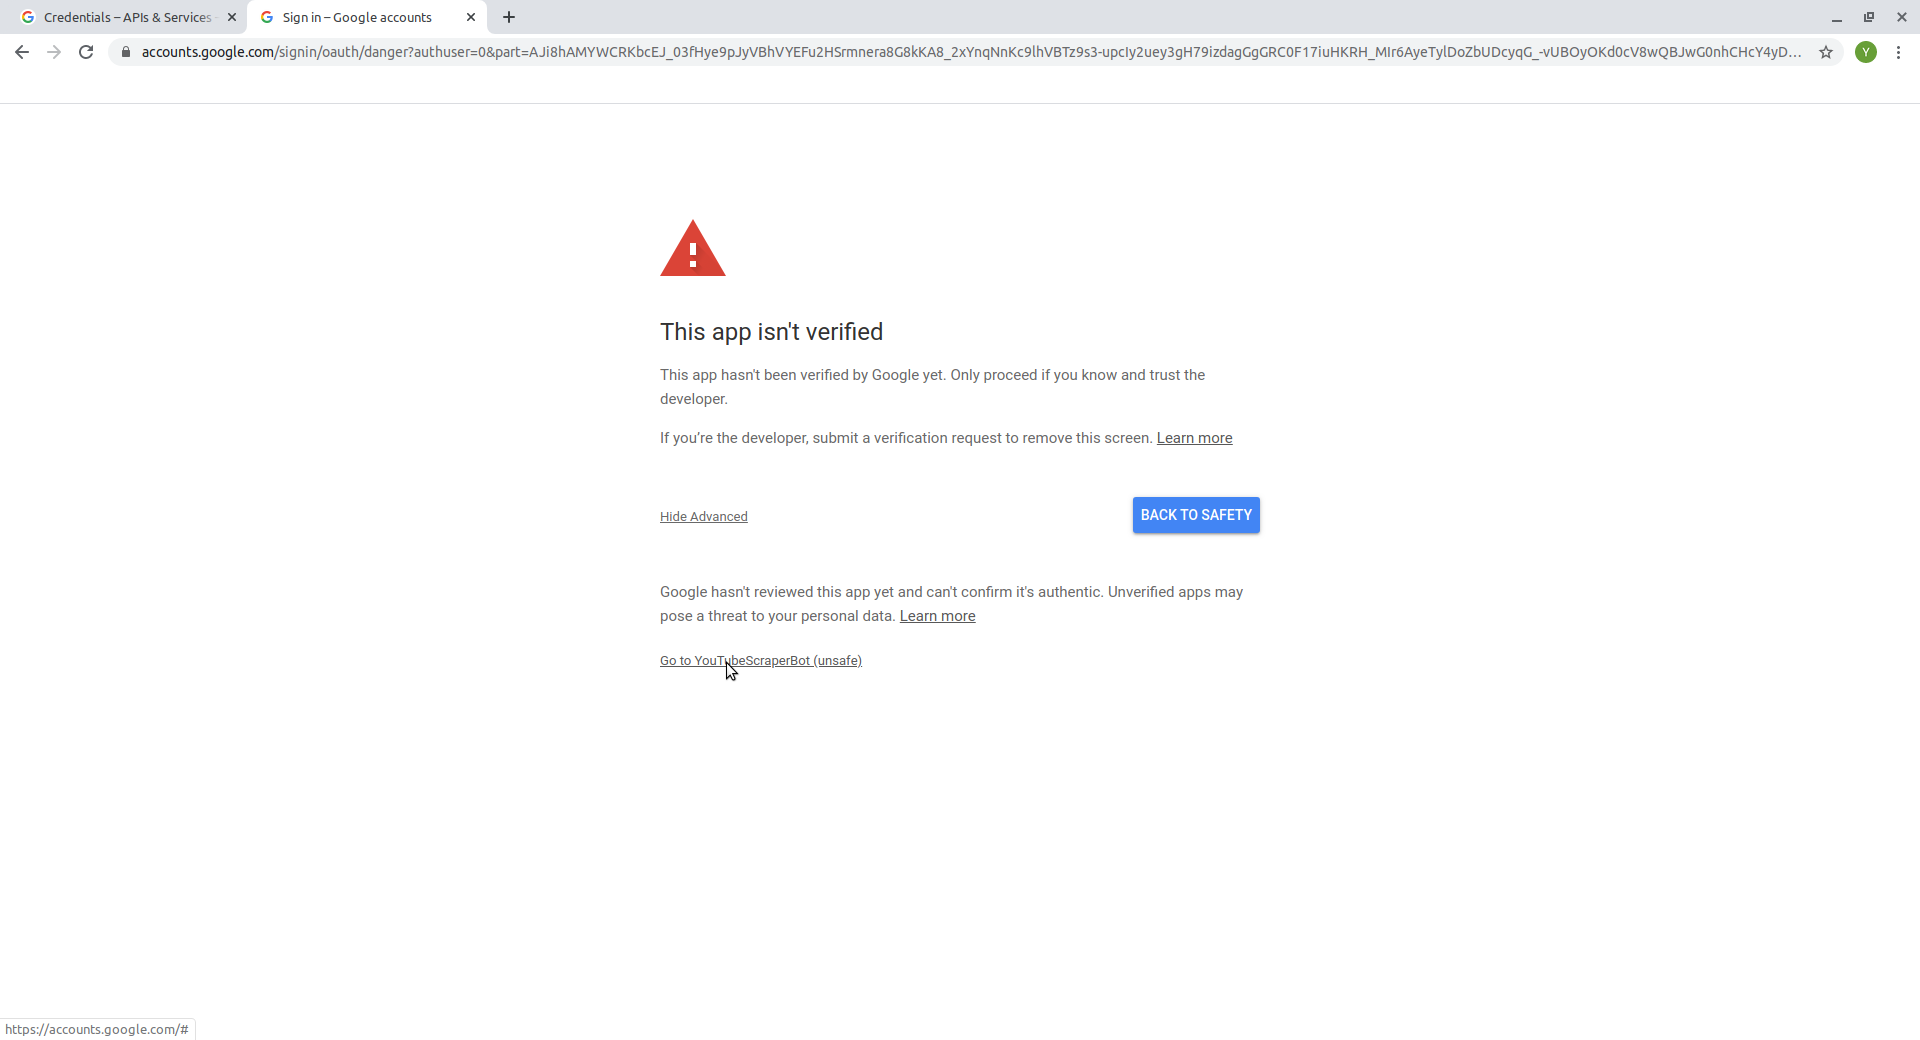 Credentials – APIs & Services
Sign in – Google accounts
accounts.google.com/signin/oauth/danger?authuser=0&part=AJi8hAMYWCRKbcEJ_03fHye9pJyVBhVYEFu2HSrmnera8G8kKA8_2xYnqNnKc9lhVBTz9s3-upcIy2uey3gH79izdagGgGRC0F17iuHKRH_MIr6AyeTylDoZbUDcyqG_-vUBOyOKd0cV8wQBJwG0nhCHcY4yD...
Y
This app isn't verified
This app hasn't been verified by Google yet. Only proceed if you know and trust the
developer.
If you’re the developer, submit a verification request to remove this screen. Learn more
Hide Advanced
BACK TO SAFETY
Google hasn't reviewed this app yet and can't confirm it's authentic. Unverified apps may
pose a threat to your personal data. Learn more
Go to YouTubeScraperBot (unsafe)
https://accounts.google.com/#